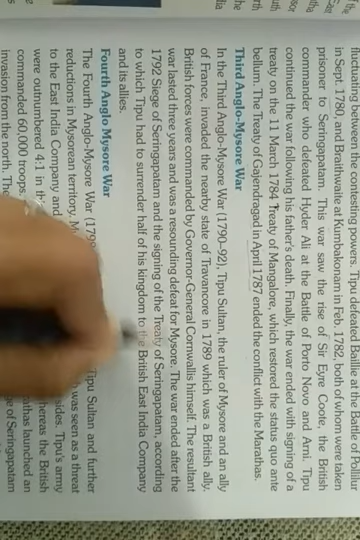 fluctuating between the contesting powers. Tipu defeated Baillie at the Battle of Pollilur
in Sept. 1780, and Braithwaite at Kumbakonam in Feb. 1782, both of whom were taken
prisoner to Seringapatam. This war saw the rise of Sir Eyre Coote, the British
commander who defeated Hyder Ali at the Battle of Porto Novo and Arni. Tipu
continued the war following his father's death. Finally, the war ended with signing of a
treaty on the 11 March 1784 Treaty of Mangalore, which restored the status quo ante
bellum. The Treaty of Gajendragad in April 1787 ended the conflict with the Marathas.
Third Anglo-Mysore War
In the Third Anglo-Mysore War (1790–92), Tipu Sultan, the ruler of Mysore and an ally
of France, invaded the nearby state of Travancore in 1789 which was a British ally.
British forces were commanded by Governor-General Cornwallis himself. The resultant
war lasted three years and was a resounding defeat for Mysore. The war ended after the
1792 Siege of Seringapatam and the signing of the Treaty of Seringapatam, according
to which Tipu had to surrender half of his kingdom to the British East India Company
and its allies.
Fourth Anglo Mysore War
The Fourth Anglo-Mysore War (179 Tipu Sultan and further
reductions in Mysorean territory. was seen as a threat
to the East India Company and sides. Tipu's army
were outnumbered 4:1 in whereas the British
commanded 60,000 troops. launched an
invasion from the north. The of Seringapatam